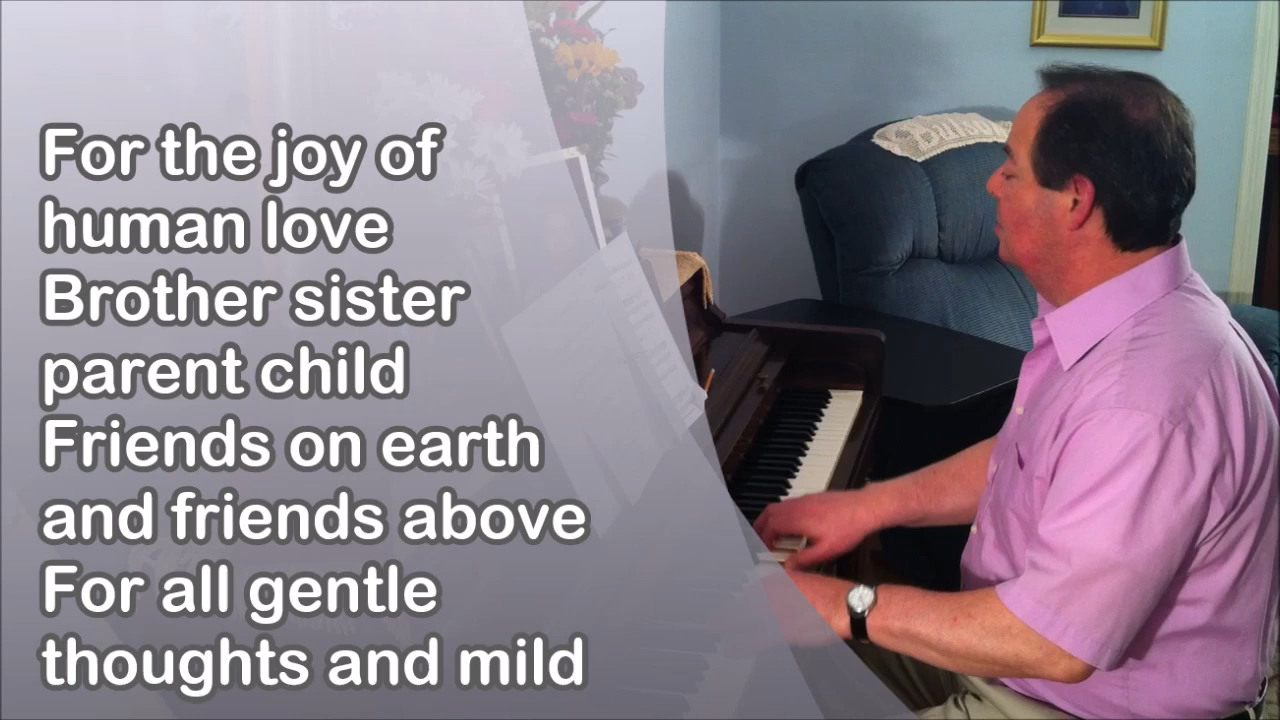 For the joy of
human love
Brother sister
parent child
Friends on earth
and friends above
For all gentle
thoughts and mild